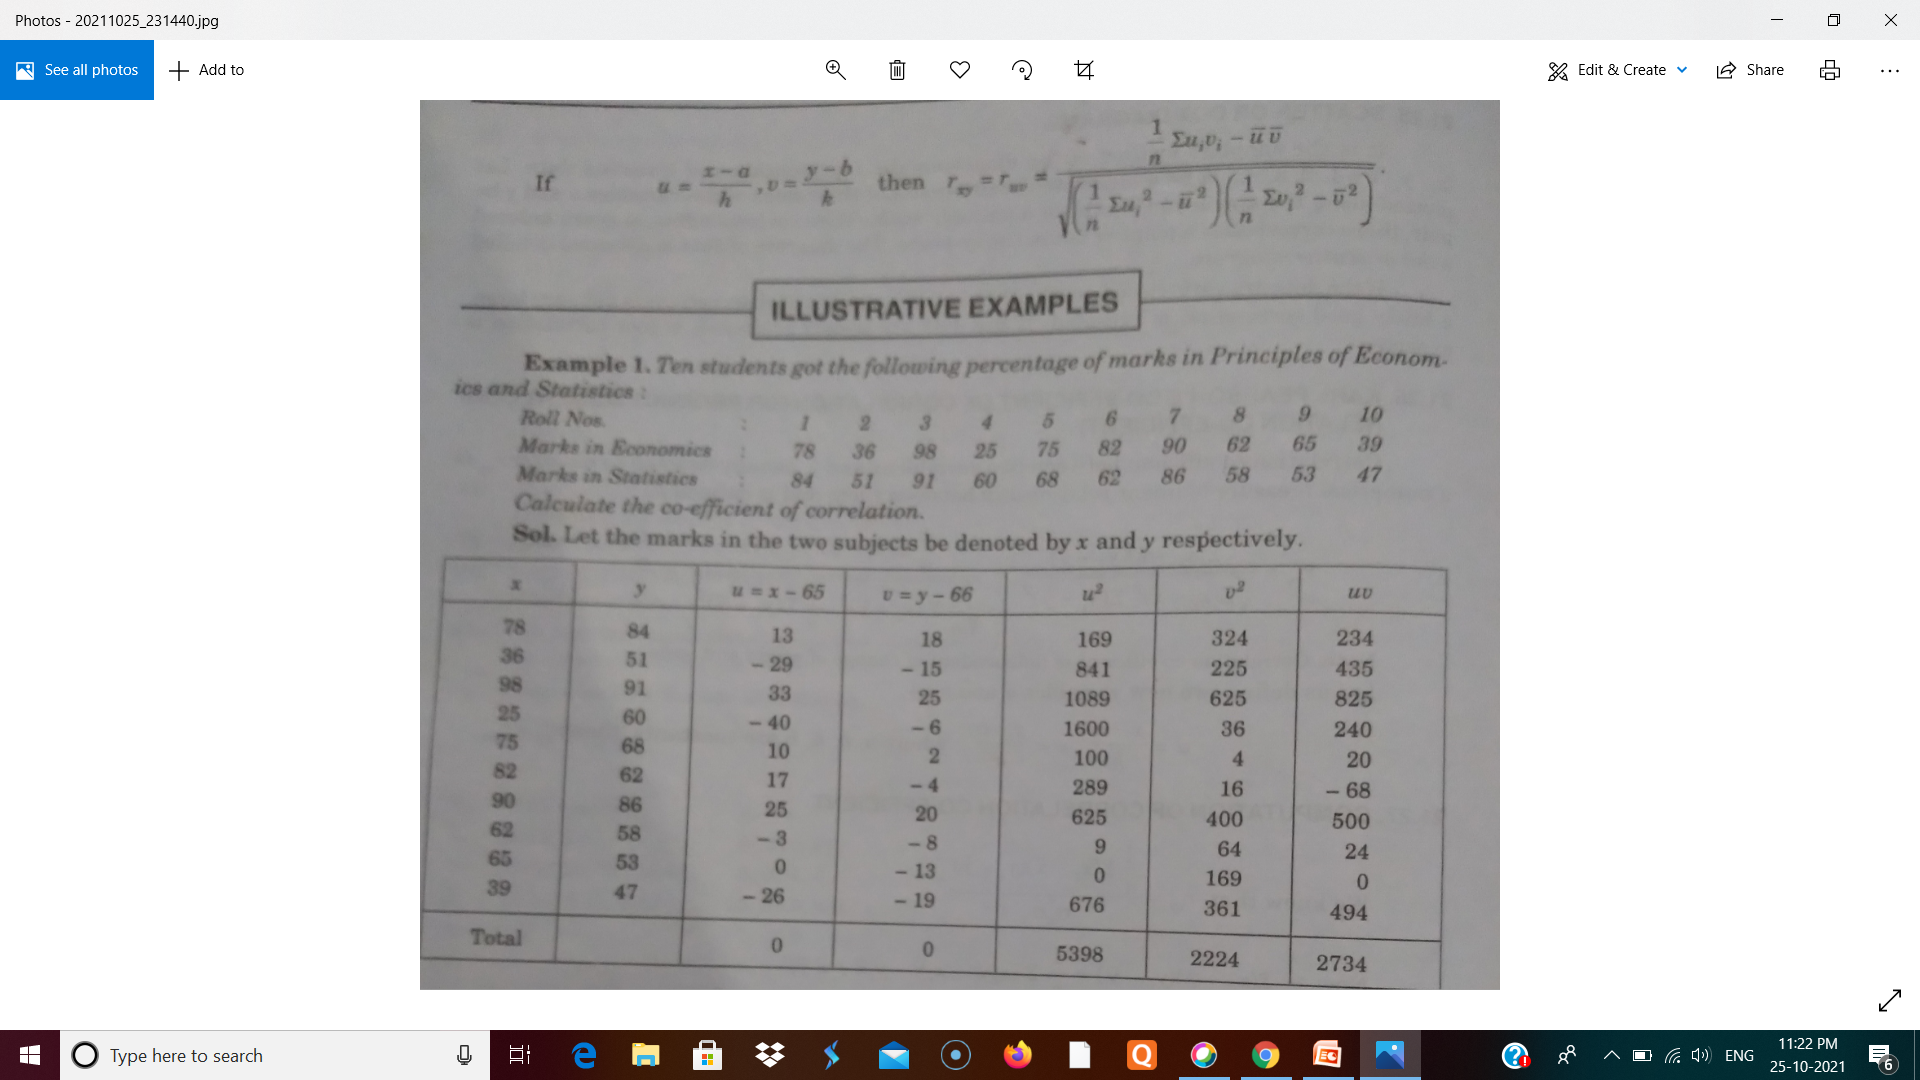 Photos - 20211025_231440.jpg
See all photos
Add to
Edit & Create
Share
If u = x – a / h , v = y – b / k then r_xy = r_uv = 1/n Σu_iv_i – ū v̄ / √(1/n Σu_i² – ū²)(1/n Σv_i² – v̄²) .
ILLUSTRATIVE EXAMPLES
Example 1. Ten students got the following percentage of marks in Principles of Econom-
ics and Statistics :
Roll Nos. : 1 2 3 4 5 6 7 8 9 10
Marks in Economics : 78 36 98 25 75 82 90 62 65 39
Marks in Statistics : 84 51 91 60 68 62 86 58 53 47
Calculate the co-efficient of correlation.
Sol. Let the marks in the two subjects be denoted by x and y respectively.
x y u = x – 65 v = y – 66 u² v² uv
78 84 13 18 169 324 234
36 51 – 29 – 15 841 225 435
98 91 33 25 1089 625 825
25 60 – 40 – 6 1600 36 240
75 68 10 2 100 4 20
82 62 17 – 4 289 16 – 68
90 86 25 20 625 400 500
62 58 – 3 – 8 9 64 24
65 53 0 – 13 0 169 0
39 47 – 26 – 19 676 361 494
Total 0 0 5398 2224 2734
Type here to search
ENG
11:22 PM
25-10-2021
6